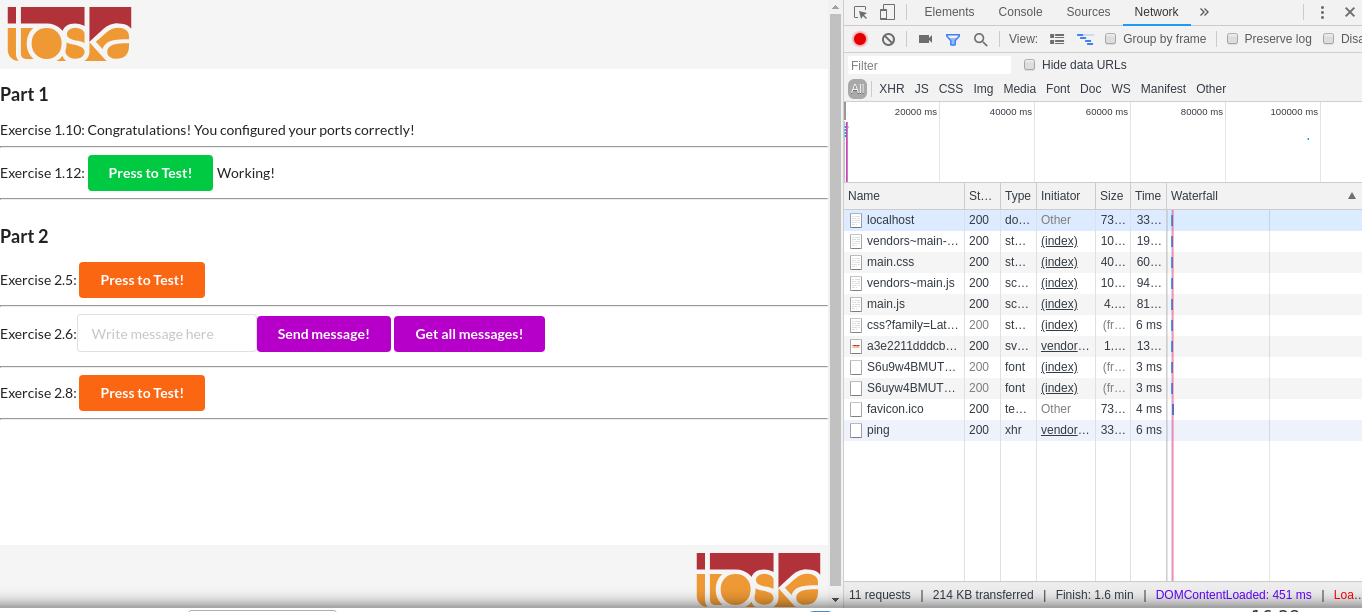 toska
Part 1
Exercise 1.10: Congratulations! You configured your ports correctly!
Exercise 1.12: Press to Test! Working!
Part 2
Exercise 2.5: Press to Test!
Exercise 2.6: Write message here Send message! Get all messages!
Exercise 2.8: Press to Test!
toska
Elements Console Sources Network »
View: Group by frame Preserve log Disa
Filter Hide data URLs
All XHR JS CSS Img Media Font Doc WS Manifest Other
20000 ms 40000 ms 60000 ms 80000 ms 100000 ms
Name St... Type Initiator Size Time Waterfall
localhost 200 do... Other 73... 33...
vendors~main-... 200 st... (index) 10... 19...
main.css 200 st... (index) 40... 60...
vendors~main.js 200 sc... (index) 10... 94...
main.js 200 sc... (index) 4.... 81...
css?family=Lat... 200 st... (index) (fr... 6 ms
a3e2211dddcb... 200 sv... vendor... 1.... 13...
S6u9w4BMUT... 200 font (index) (fr... 3 ms
S6uyw4BMUT... 200 font (index) (fr... 3 ms
favicon.ico 200 te... Other 73... 4 ms
ping 200 xhr vendor... 33... 6 ms
11 requests | 214 KB transferred | Finish: 1.6 min | DOMContentLoaded: 451 ms | Loa...